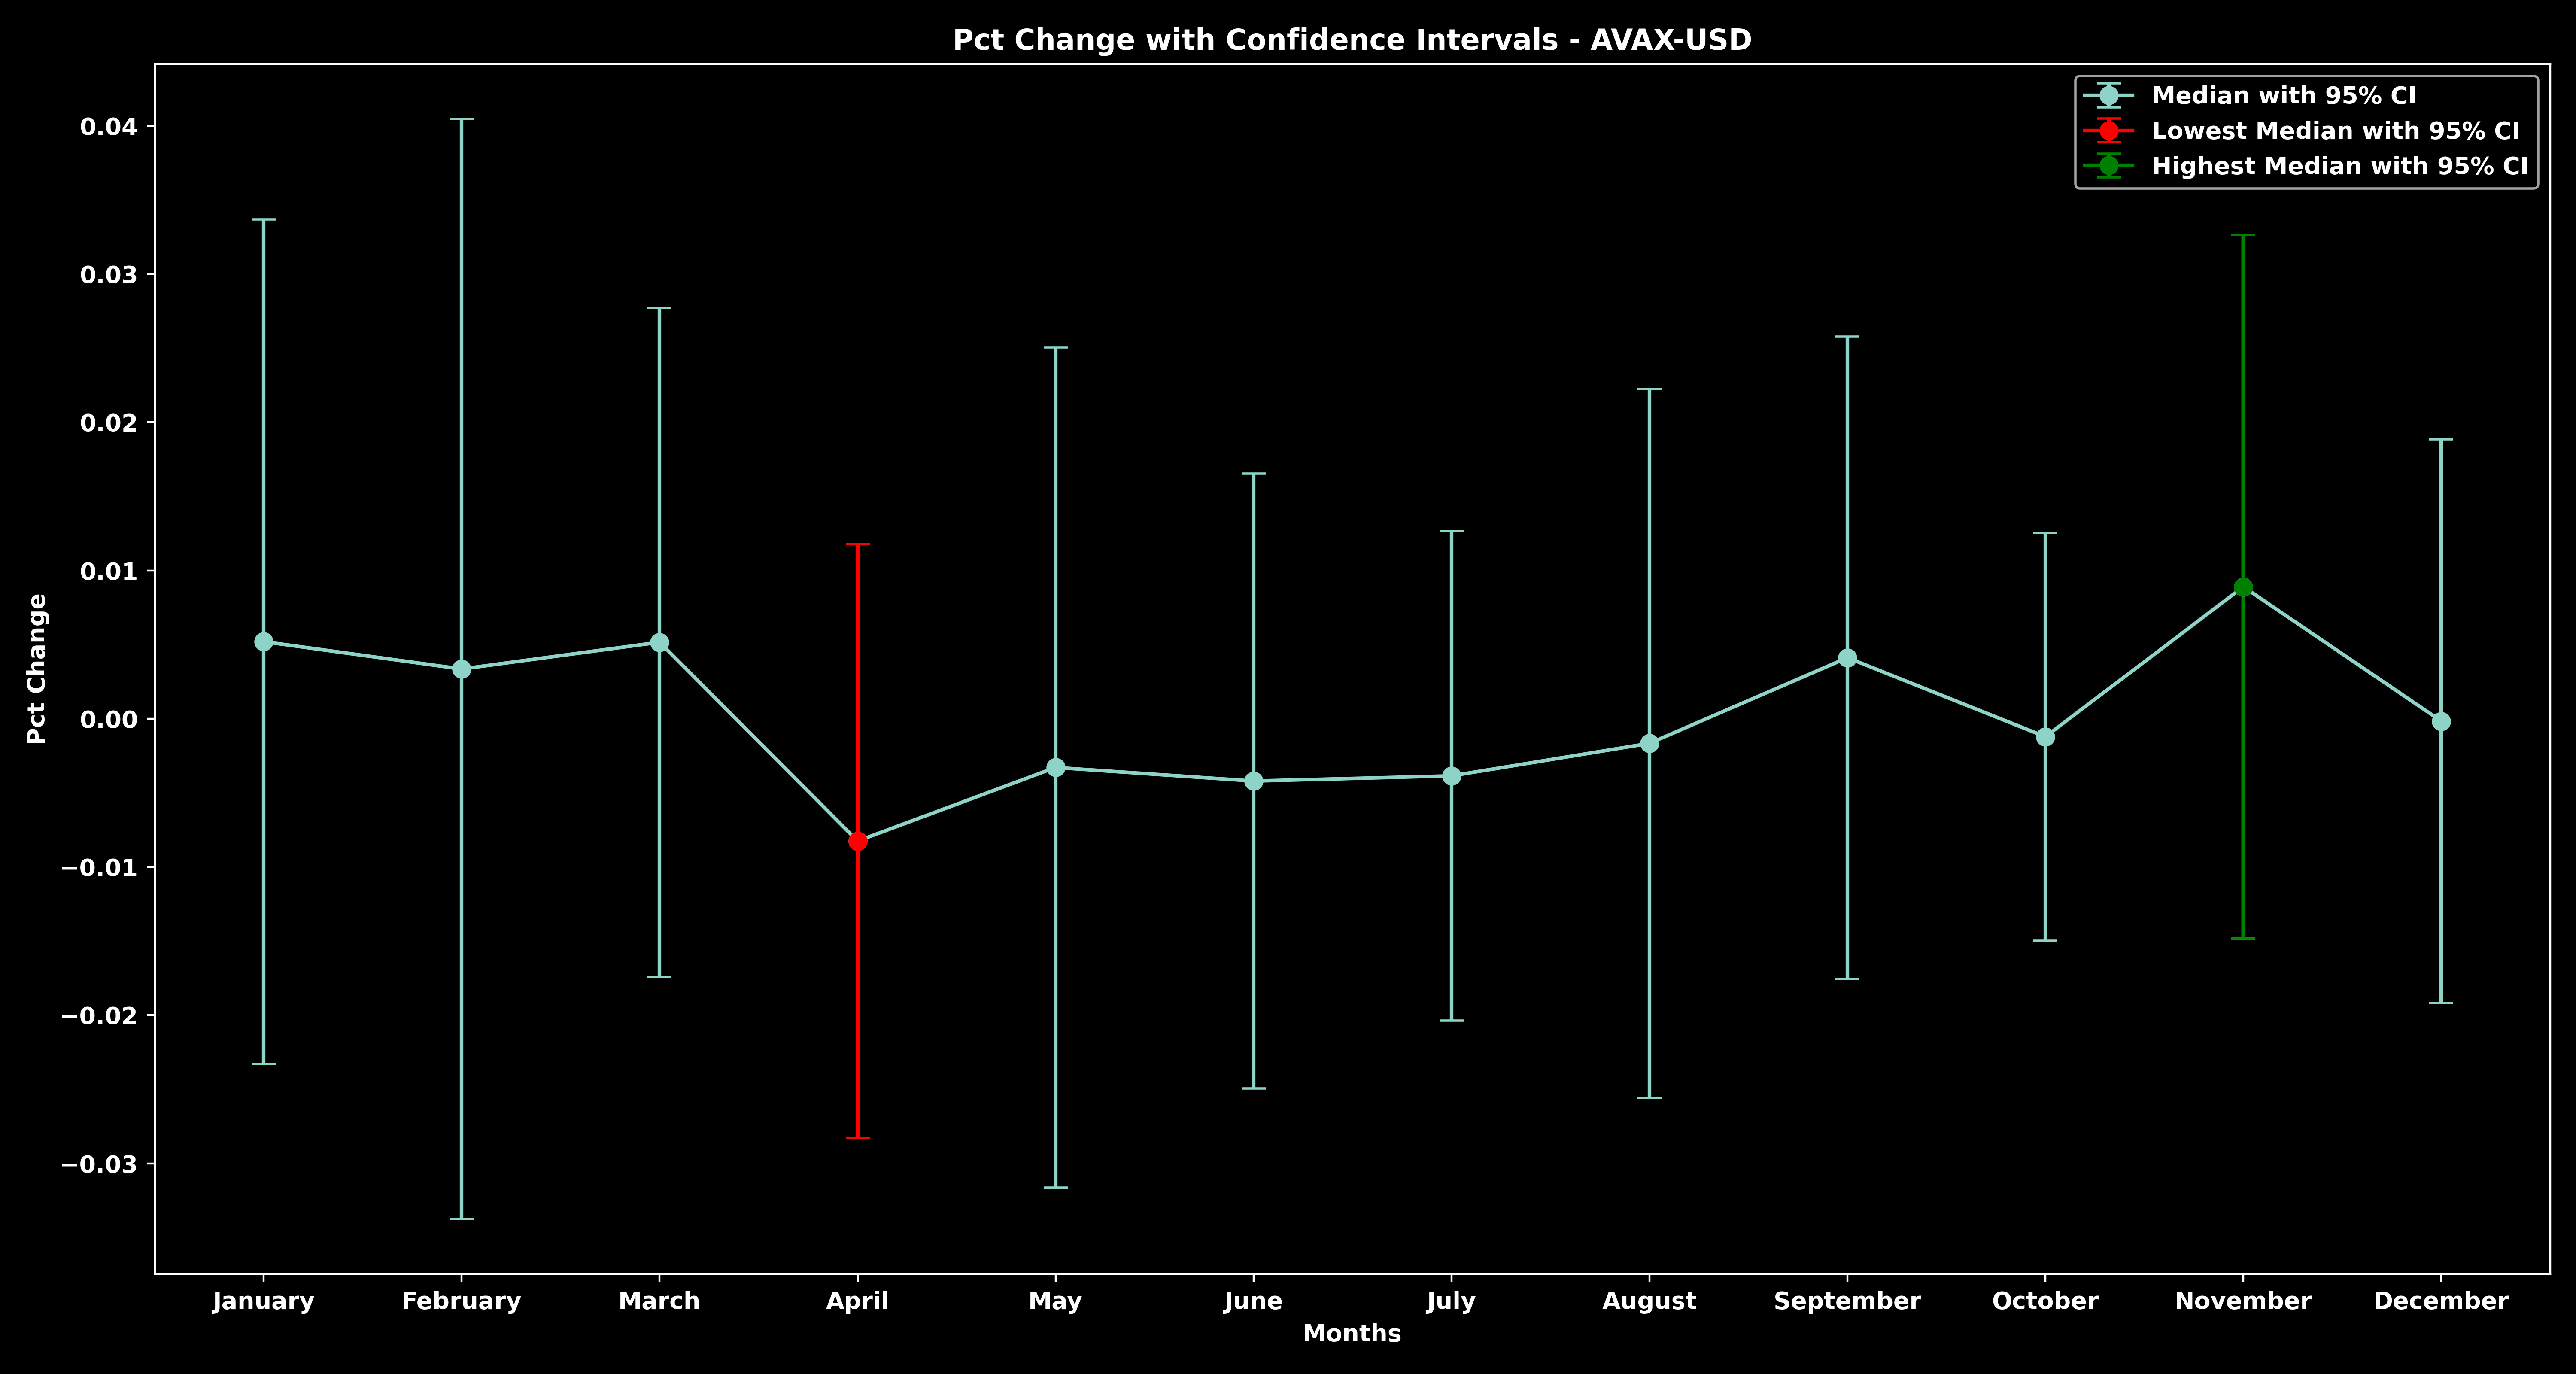 Pct Change with Confidence Intervals - AVAX-USD
Median with 95% CI
Lowest Median with 95% CI
Highest Median with 95% CI
Pct Change
0.04
0.03
0.02
0.01
0.00
−0.01
−0.02
−0.03
January February March April May June July August September October November December
Months